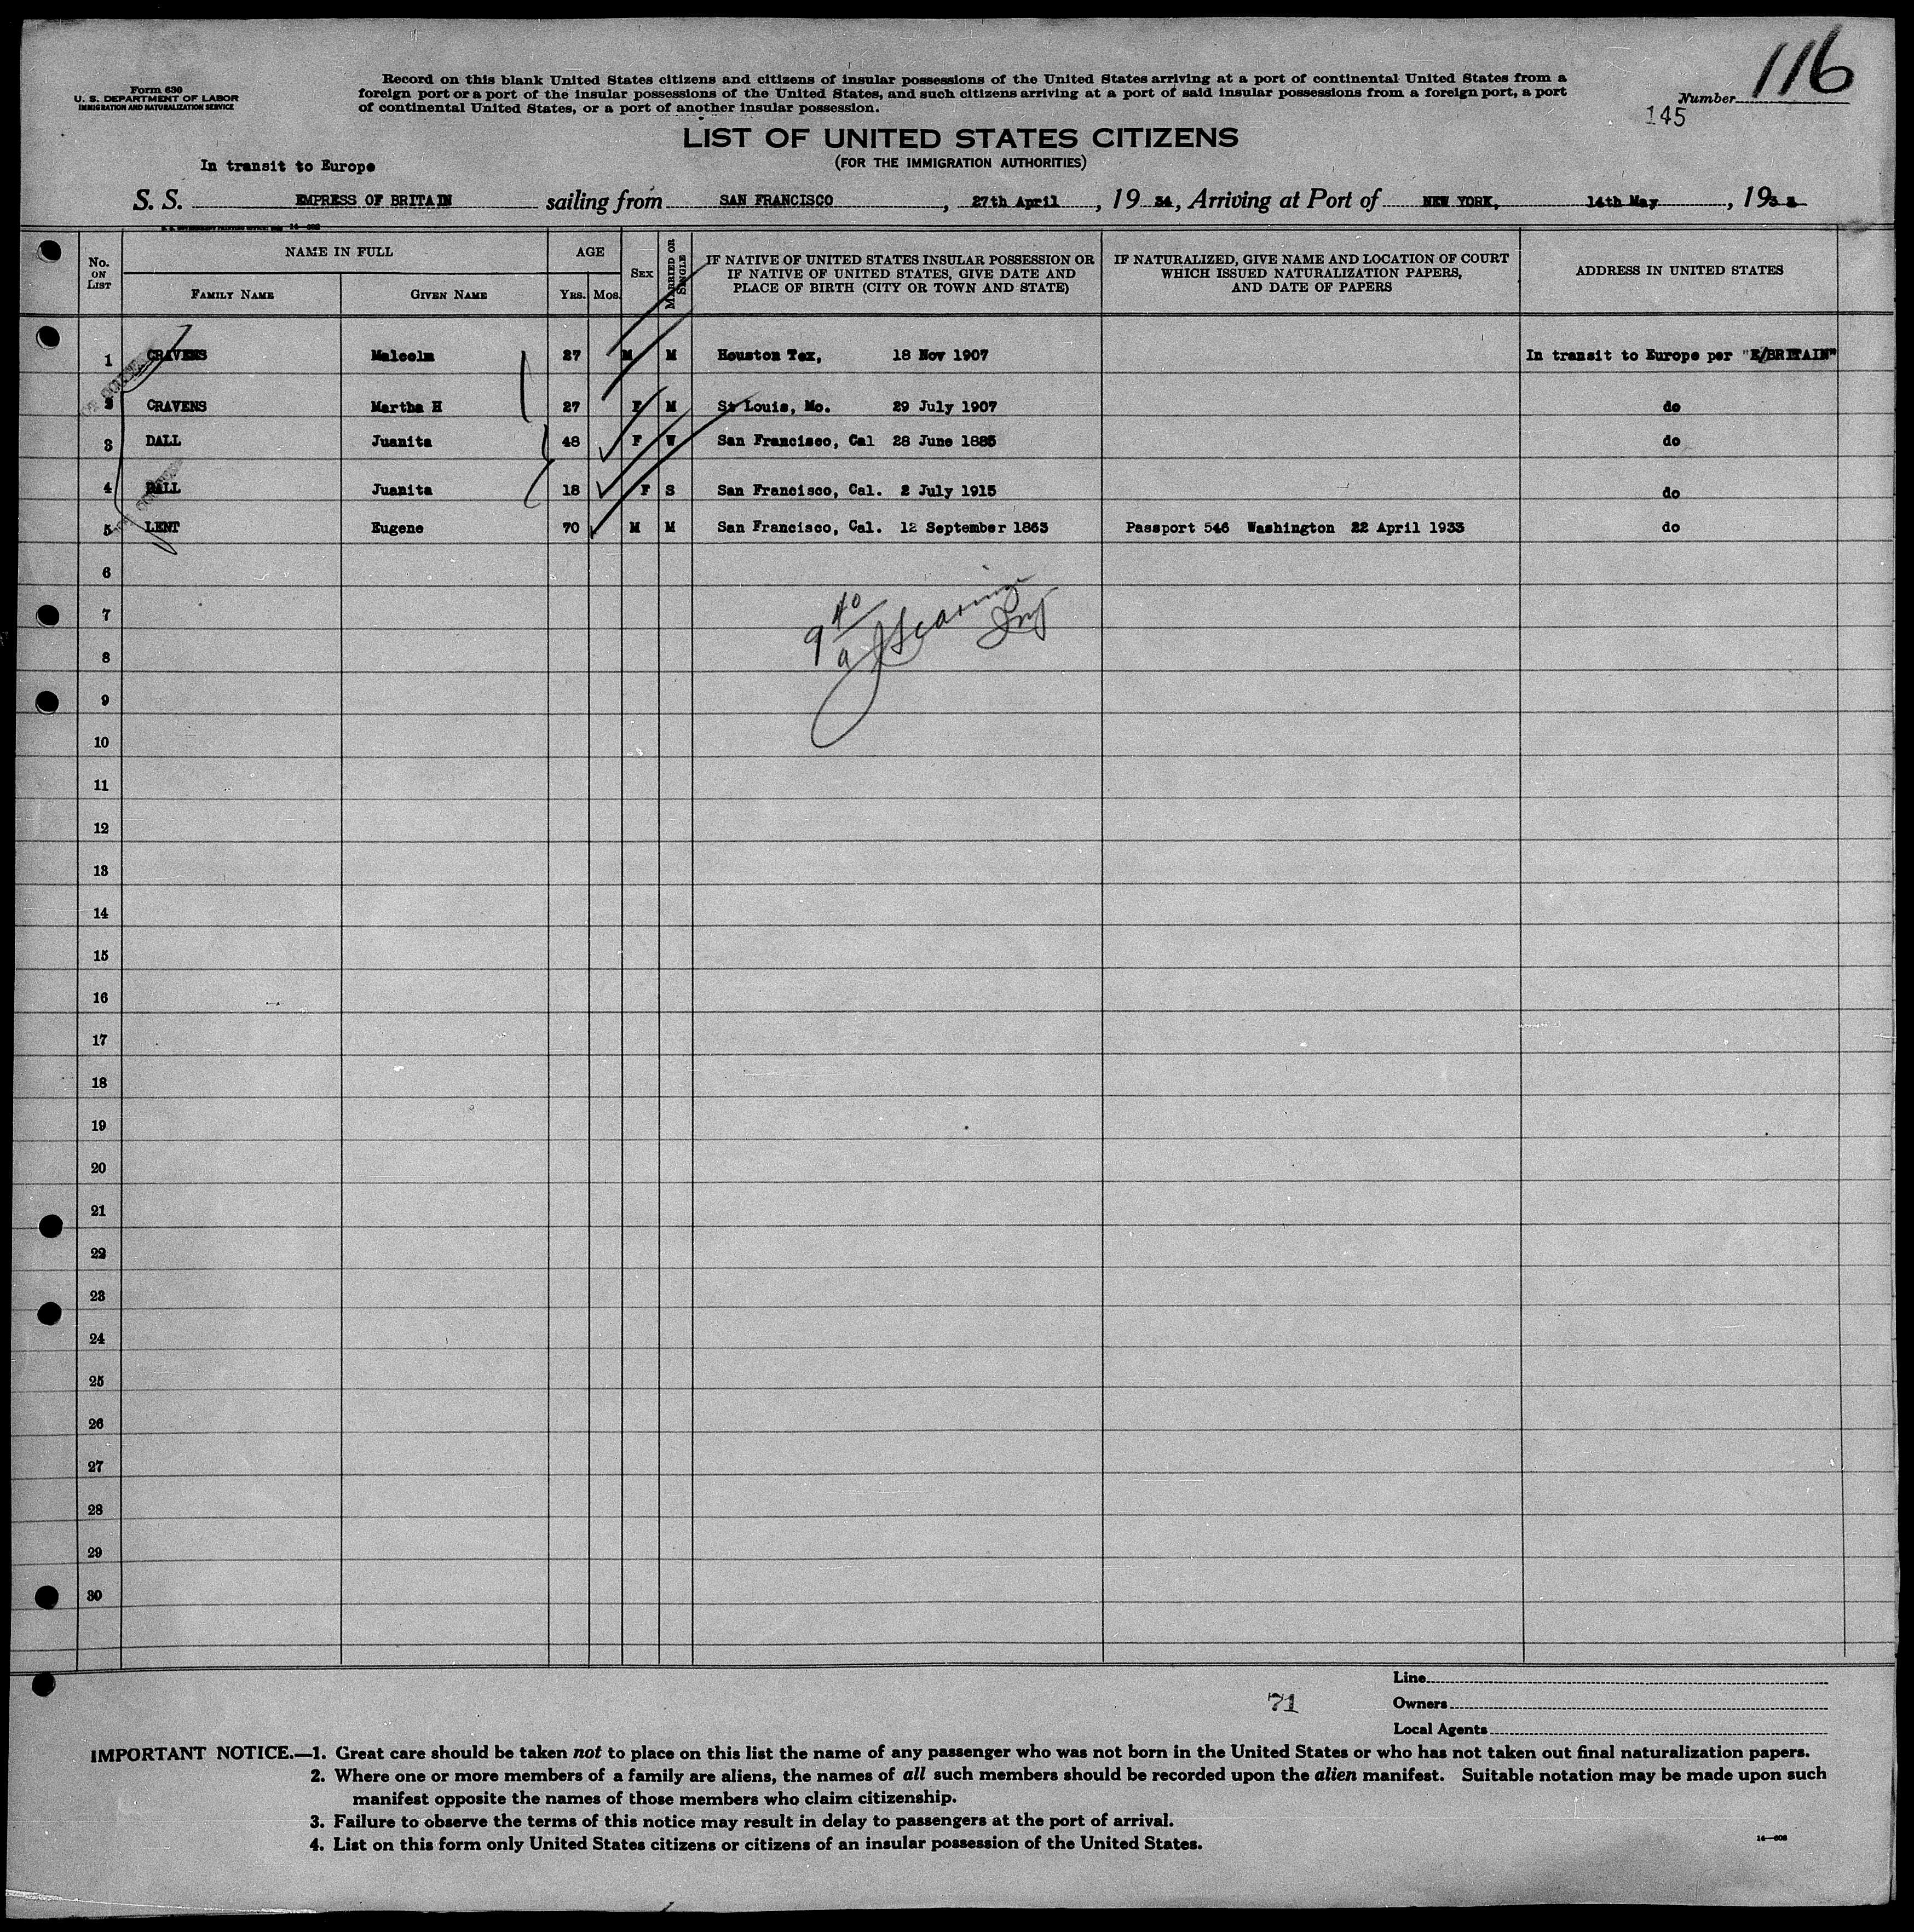 116
Form 630
U. S. DEPARTMENT OF LABOR
IMMIGRATION AND NATURALIZATION SERVICE
Record on this blank United States citizens and citizens of insular possessions of the United States arriving at a port of continental United States from a
foreign port or a port of the insular possessions of the United States, and such citizens arriving at a port of said insular possessions from a foreign port, a port
of continental United States, or a port of another insular possession.
Number
145
LIST OF UNITED STATES CITIZENS
(FOR THE IMMIGRATION AUTHORITIES)
In transit to Europe
S. S. EMPRESS OF BRITAIN sailing from SAN FRANCISCO, 27th April, 19 34, Arriving at Port of NEW YORK, 14th May, 193
No. ON LIST
NAME IN FULL
FAMILY NAME
GIVEN NAME
AGE
YRS. MOS.
SEX
MARRIED OR SINGLE
IF NATIVE OF UNITED STATES INSULAR POSSESSION OR
IF NATIVE OF UNITED STATES, GIVE DATE AND
PLACE OF BIRTH (CITY OR TOWN AND STATE)
IF NATURALIZED, GIVE NAME AND LOCATION OF COURT
WHICH ISSUED NATURALIZATION PAPERS,
AND DATE OF PAPERS
ADDRESS IN UNITED STATES
1 CRAVENS Malcolm 27 M M Houston Tex, 18 Nov 1907 In transit to Europe per "E/BRITAIN"
2 CRAVENS Martha H 27 F M St Louis, Mo. 29 July 1907 do
3 DALL Juanita 48 F W San Francisco, Cal 28 June 1885 do
4 DALL Juanita 18 F S San Francisco, Cal. 2 July 1915 do
5 LENT Eugene 70 M M San Francisco, Cal. 12 September 1863 Passport 546 Washington 22 April 1933 do
6
7
9 40 a
8
9
10
11
12
13
14
15
16
17
18
19
20
21
22
23
24
25
26
27
28
29
30
Line
71
Owners
Local Agents
IMPORTANT NOTICE.—1. Great care should be taken not to place on this list the name of any passenger who was not born in the United States or who has not taken out final naturalization papers.
2. Where one or more members of a family are aliens, the names of all such members should be recorded upon the alien manifest. Suitable notation may be made upon such
manifest opposite the names of those members who claim citizenship.
3. Failure to observe the terms of this notice may result in delay to passengers at the port of arrival.
4. List on this form only United States citizens or citizens of an insular possession of the United States.